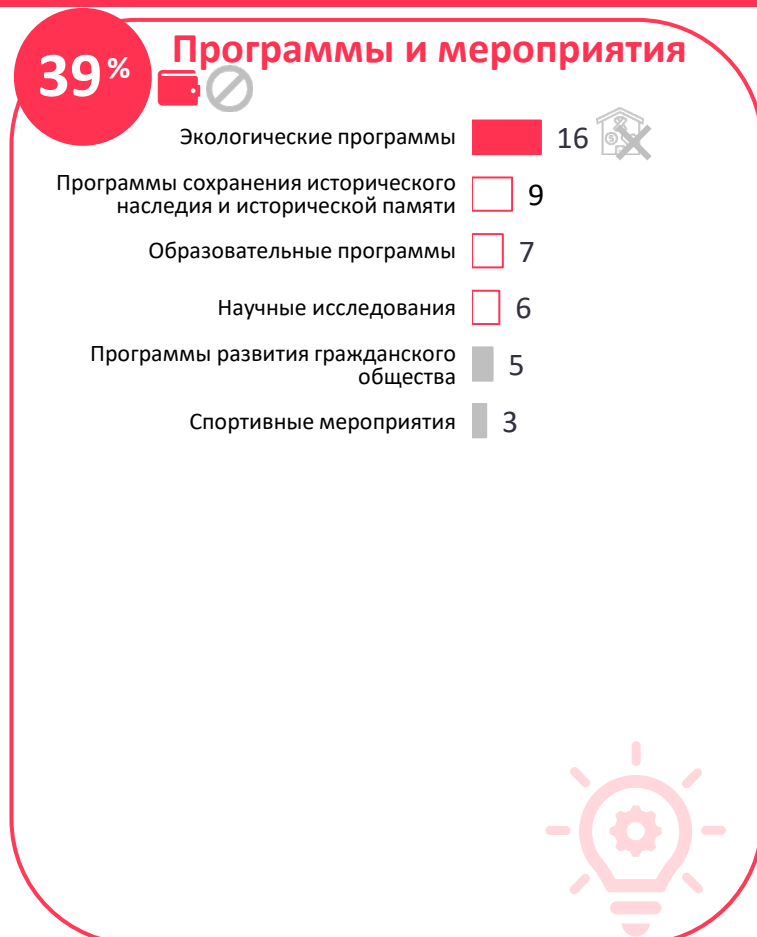 Программы и мероприятия
39%
Экологические программы 16
Программы сохранения исторического
наследия и исторической памяти 9
Образовательные программы 7
Научные исследования 6
Программы развития гражданского
общества 5
Спортивные мероприятия 3